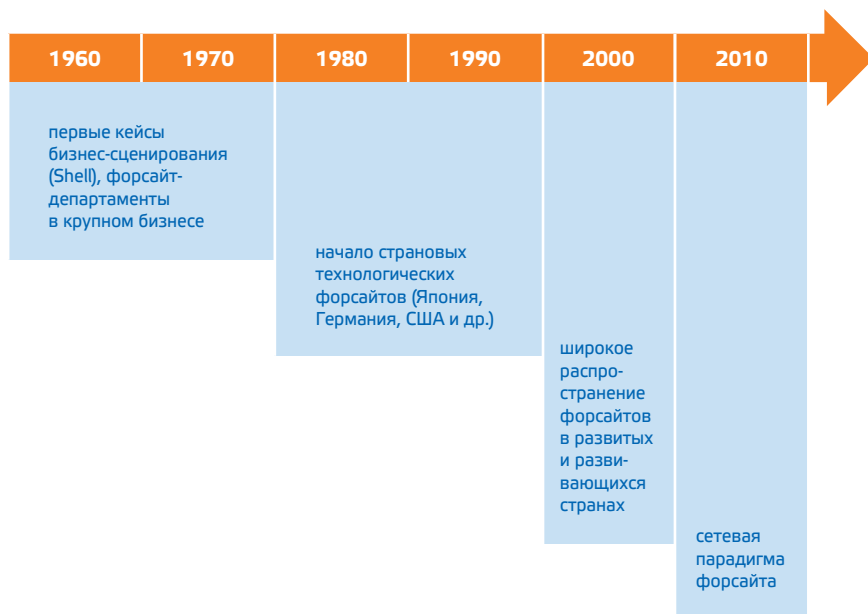 1960 1970 1980 1990 2000 2010
первые кейсы
бизнес-сценирования
(Shell), форсайт-
департаменты
в крупном бизнесе
начало страновых
технологических
форсайтов (Япония,
Германия, США и др.)
широкое
распро-
странение
форсайтов
в развитых
и разви-
вающихся
странах
сетевая
парадигма
форсайта